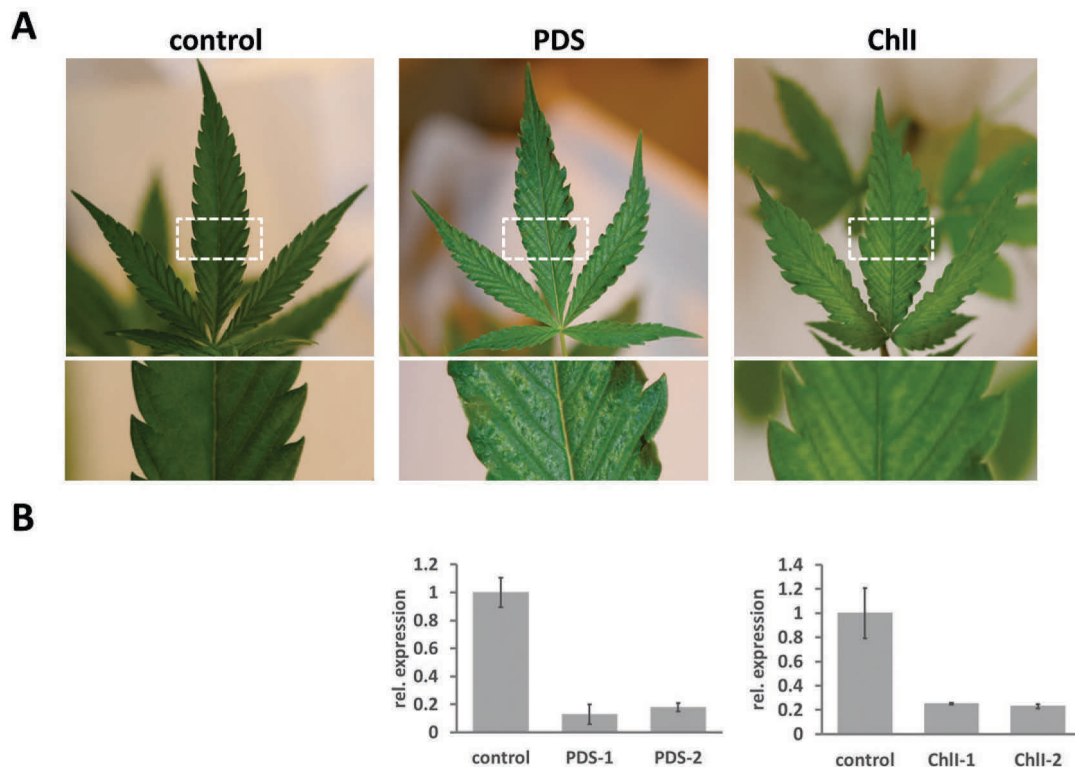 A
control PDS ChlI
B
1.2
1
0.8
0.6
0.4
0.2
0
rel. expression
control PDS-1 PDS-2
1.4
1.2
1
0.8
0.6
0.4
0.2
0
rel. expression
control ChlI-1 ChlI-2